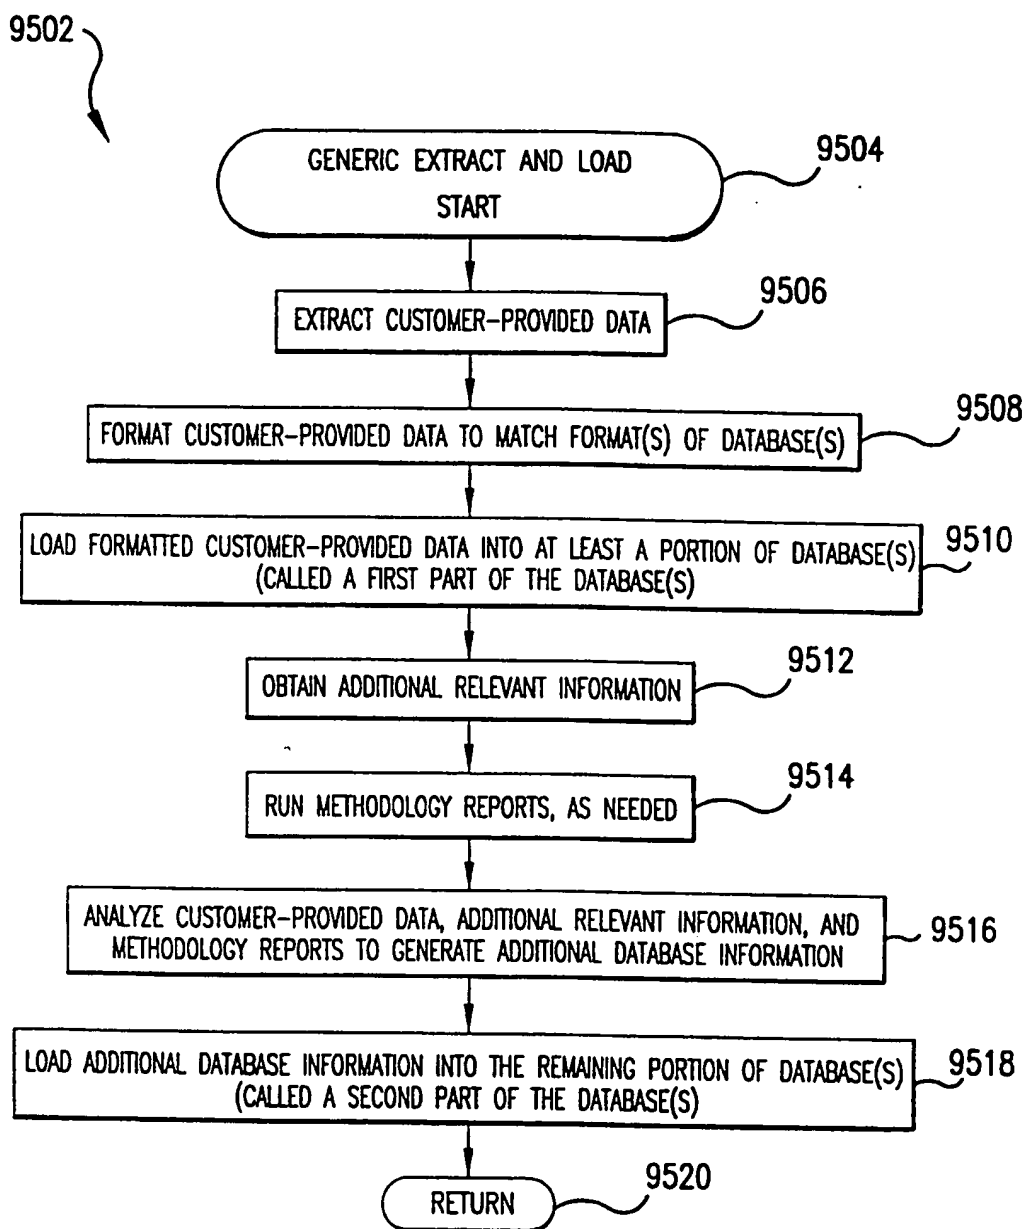 9502
GENERIC EXTRACT AND LOAD
START
9504
EXTRACT CUSTOMER-PROVIDED DATA
9506
FORMAT CUSTOMER-PROVIDED DATA TO MATCH FORMAT(S) OF DATABASE(S)
9508
LOAD FORMATTED CUSTOMER-PROVIDED DATA INTO AT LEAST A PORTION OF DATABASE(S)
(CALLED A FIRST PART OF THE DATABASE(S)
9510
OBTAIN ADDITIONAL RELEVANT INFORMATION
9512
RUN METHODOLOGY REPORTS, AS NEEDED
9514
ANALYZE CUSTOMER-PROVIDED DATA, ADDITIONAL RELEVANT INFORMATION, AND
METHODOLOGY REPORTS TO GENERATE ADDITIONAL DATABASE INFORMATION
9516
LOAD ADDITIONAL DATABASE INFORMATION INTO THE REMAINING PORTION OF DATABASE(S)
(CALLED A SECOND PART OF THE DATABASE(S)
9518
RETURN
9520